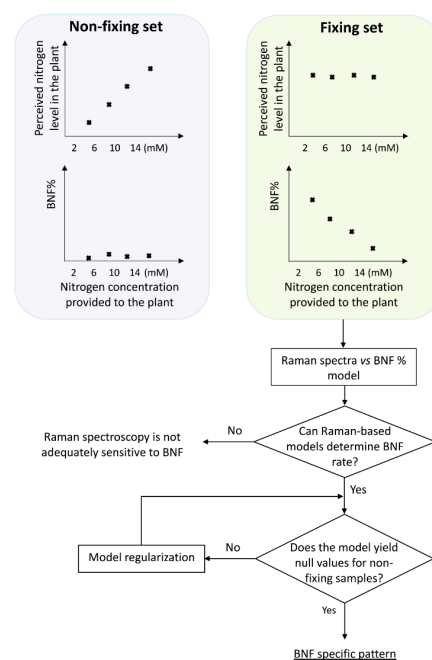 Non-fixing set
Perceived nitrogen
level in the plant
2 6 10 14 (mM)
BNF%
2 6 10 14 (mM)
Nitrogen concentration
provided to the plant
Fixing set
Perceived nitrogen
level in the plant
2 6 10 14 (mM)
BNF%
2 6 10 14 (mM)
Nitrogen concentration
provided to the plant
Raman spectra vs BNF %
model
Can Raman-based
models determine BNF
rate?
No
Raman spectroscopy is not
adequately sensitive to BNF
Yes
Does the model yield
null values for non-
fixing samples?
No
Model regularization
Yes
BNF specific pattern